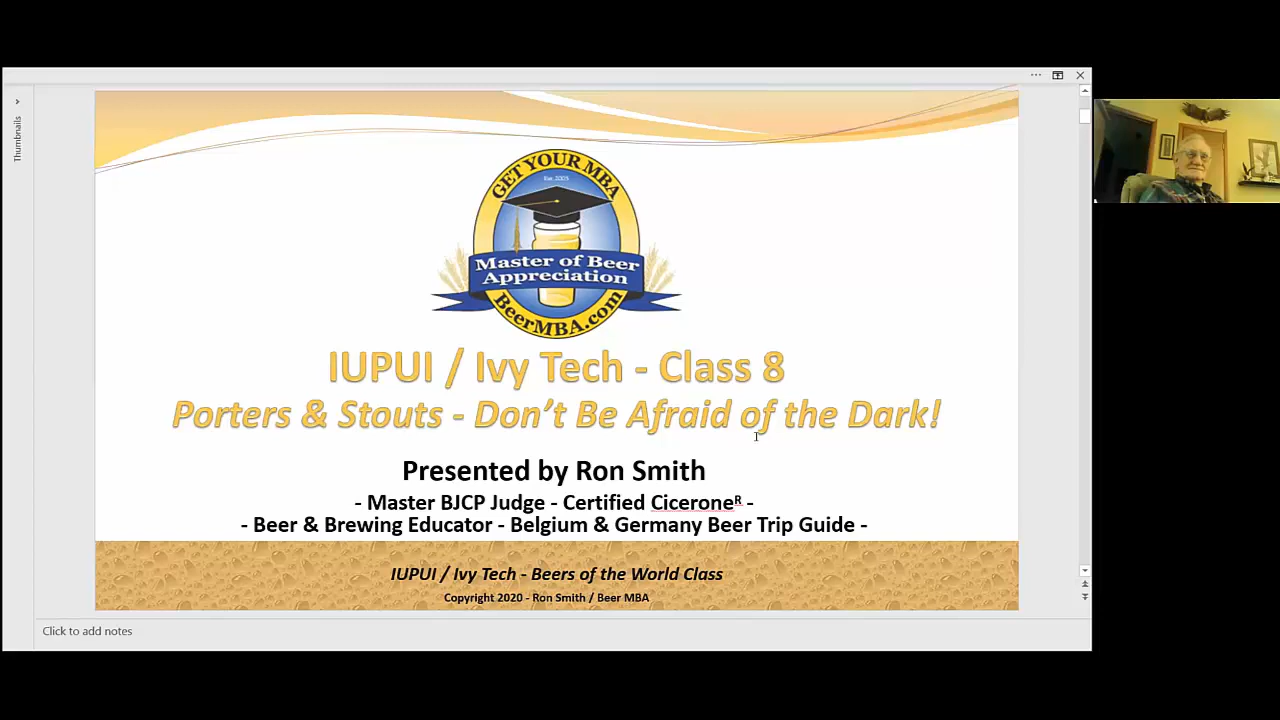 Thumbnails
GET YOUR MBA
Est. 2005
Master of Beer
Appreciation
BeerMBA.com
IUPUI / Ivy Tech - Class 8
Porters & Stouts - Don't Be Afraid of the Dark!
Presented by Ron Smith
- Master BJCP Judge - Certified Cicerone® -
- Beer & Brewing Educator - Belgium & Germany Beer Trip Guide -
IUPUI / Ivy Tech - Beers of the World Class
Copyright 2020 - Ron Smith / Beer MBA
Click to add notes